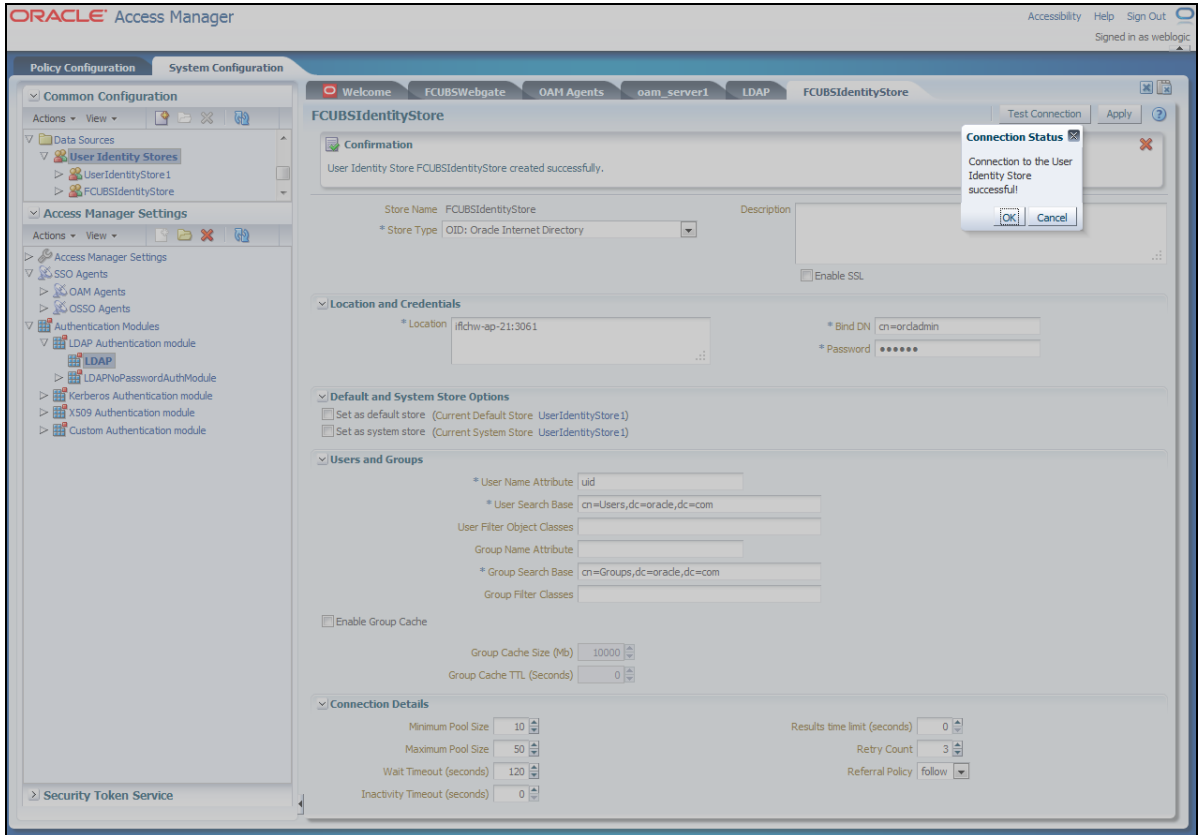 ORACLE Access Manager
Accessibility Help Sign Out
Signed in as weblogic
Policy Configuration System Configuration
Common Configuration
Actions View
Data Sources
User Identity Stores
UserIdentityStore1
FCUBSIdentityStore
Access Manager Settings
Actions View
Access Manager Settings
SSO Agents
OAM Agents
OSSO Agents
Authentication Modules
LDAP Authentication module
LDAP
LDAPNoPasswordAuthModule
Kerberos Authentication module
X509 Authentication module
Custom Authentication module
Security Token Service
Welcome FCUBSWebgate OAM Agents oam_server1 LDAP FCUBSIdentityStore
FCUBSIdentityStore
Test Connection Apply
Confirmation
User Identity Store FCUBSIdentityStore created successfully.
Connection Status
Connection to the User
Identity Store
successful!
OK Cancel
Store Name FCUBSIdentityStore
* Store Type OID: Oracle Internet Directory
Description
Enable SSL
Location and Credentials
* Location iflchw-ap-21:3061
* Bind DN cn=orcladmin
* Password ●●●●●●
Default and System Store Options
Set as default store (Current Default Store UserIdentityStore1)
Set as system store (Current System Store UserIdentityStore1)
Users and Groups
* User Name Attribute uid
* User Search Base cn=Users,dc=oracle,dc=com
User Filter Object Classes
Group Name Attribute
* Group Search Base cn=Groups,dc=oracle,dc=com
Group Filter Classes
Enable Group Cache
Group Cache Size (Mb) 10000
Group Cache TTL (Seconds) 0
Connection Details
Minimum Pool Size 10
Maximum Pool Size 50
Wait Timeout (seconds) 120
Inactivity Timeout (seconds) 0
Results time limit (seconds) 0
Retry Count 3
Referral Policy follow